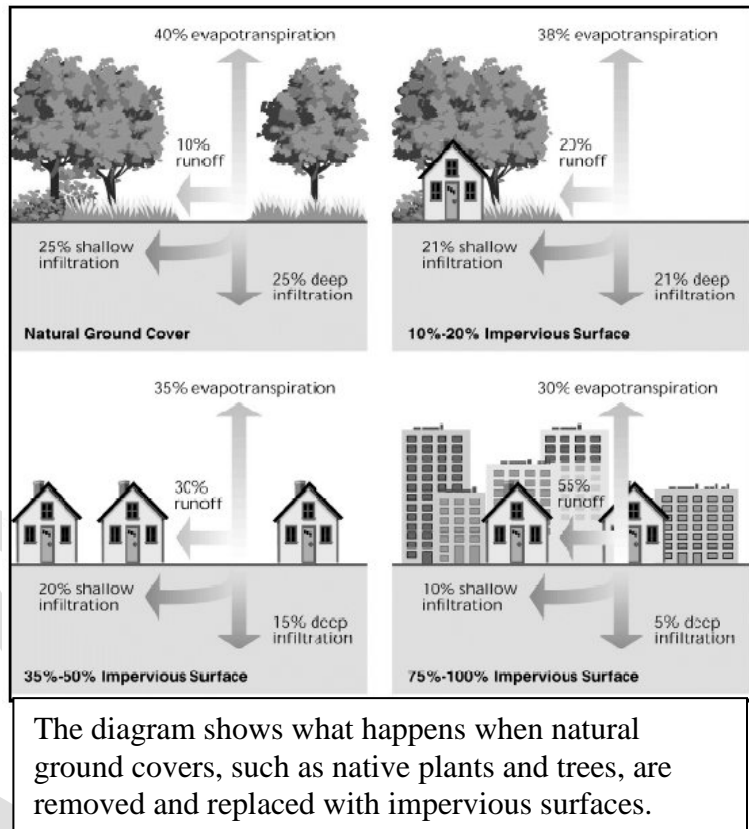 40% evapotranspiration
10%
runoff
25% shallow
infiltration
25% deep
infiltration
Natural Ground Cover
38% evapotranspiration
20%
runoff
21% shallow
infiltration
21% deep
infiltration
10%-20% Impervious Surface
35% evapotranspiration
30%
runoff
20% shallow
infiltration
15% deep
infiltration
35%-50% Impervious Surface
30% evapotranspiration
55%
runoff
10% shallow
infiltration
5% deep
infiltration
75%-100% Impervious Surface
The diagram shows what happens when natural
ground covers, such as native plants and trees, are
removed and replaced with impervious surfaces.